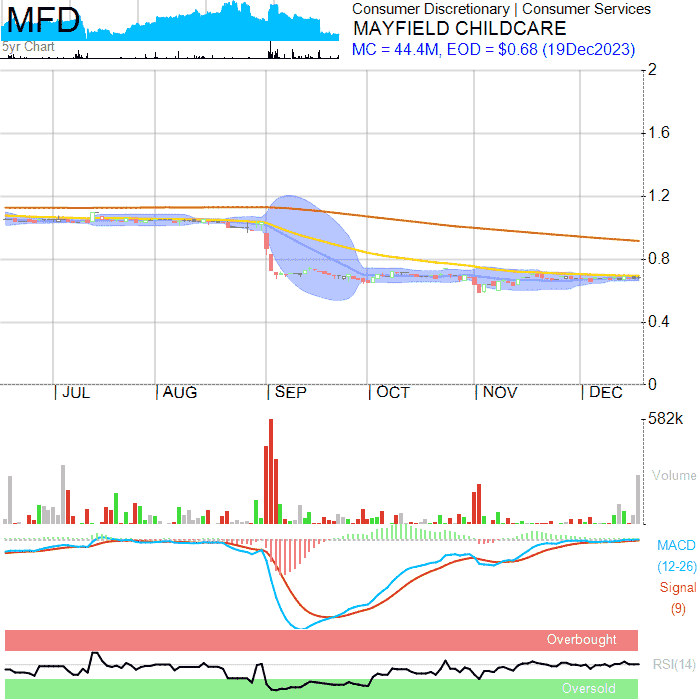 MFD
5yr Chart
Consumer Discretionary | Consumer Services
MAYFIELD CHILDCARE
MC = 44.4M, EOD = $0.68 (19Dec2023)
2
1.6
1.2
0.8
0.4
0
JUL AUG SEP OCT NOV DEC
582k
Volume
MACD
(12-26)
Signal
(9)
Overbought
RSI(14)
Oversold